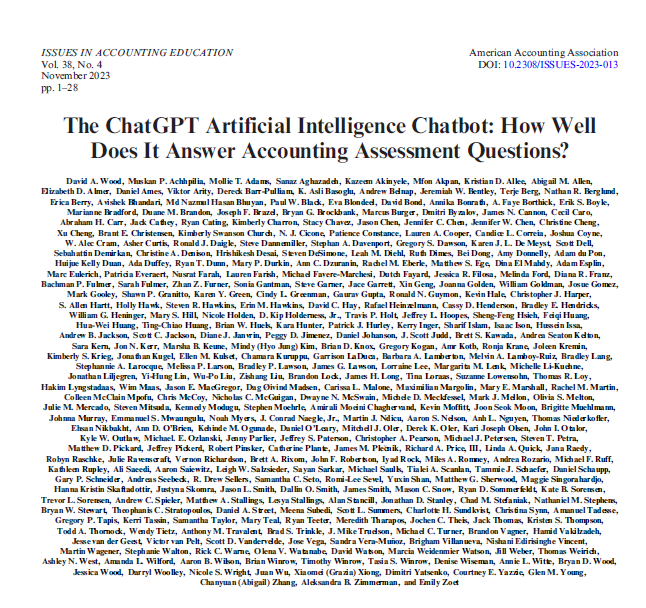 ISSUES IN ACCOUNTING EDUCATION
American Accounting Association
Vol. 38, No. 4
DOI: 10.2308/ISSUES-2023-013
November 2023
pp. 1–28
The ChatGPT Artificial Intelligence Chatbot: How Well
Does It Answer Accounting Assessment Questions?
David A. Wood, Muskan P. Achhpilia, Mollie T. Adams, Sanaz Aghazadeh, Kazeem Akinyele, Mfon Akpan, Kristian D. Allee, Abigail M. Allen,
Elizabeth D. Almer, Daniel Ames, Viktor Arity, Dereck Barr-Pulliam, K. Asli Basoglu, Andrew Belnap, Jeremiah W. Bentley, Terje Berg, Nathan R. Berglund,
Erica Berry, Avishek Bhandari, Md Nazmul Hasan Bhuyan, Paul W. Black, Eva Blondeel, David Bond, Annika Bonrath, A. Faye Borthick, Erik S. Boyle,
Marianne Bradford, Duane M. Brandon, Joseph F. Brazel, Bryan G. Brockbank, Marcus Burger, Dmitri Byzalov, James N. Cannon, Cecil Caro,
Abraham H. Carr, Jack Cathey, Ryan Cating, Kimberly Charron, Stacy Chavez, Jason Chen, Jennifer C. Chen, Jennifer W. Chen, Christine Cheng,
Xu Cheng, Brant E. Christensen, Kimberly Swanson Church, N. J. Cicone, Patience Constance, Lauren A. Cooper, Candice L. Correia, Joshua Coyne,
W. Alec Cram, Asher Curtis, Ronald J. Daigle, Steve Dannemiller, Stephan A. Davenport, Gregory S. Dawson, Karen J. L. De Meyst, Scott Dell,
Sebahattin Demirkan, Christine A. Denison, Hrishikesh Desai, Steven DeSimone, Leah M. Diehl, Ruth Dimes, Bei Dong, Amy Donnelly, Adam du Pon,
Huijue Kelly Duan, Ada Duffey, Ryan T. Dunn, Mary P. Durkin, Ann C. Dzuranin, Rachel M. Eberle, Matthew S. Ege, Dina El Mahdy, Adam Esplin,
Marc Eulerich, Patricia Everaert, Nusrat Farah, Lauren Farish, Michael Favere-Marchesi, Dutch Fayard, Jessica R. Filosa, Melinda Ford, Diana R. Franz,
Bachman P. Fulmer, Sarah Fulmer, Zhan Z. Furner, Sonia Gantman, Steve Garner, Jace Garrett, Xin Geng, Joanna Golden, William Goldman, Josue Gomez,
Mark Gooley, Shawn P. Granitto, Karen Y. Green, Cindy L. Greenman, Gaurav Gupta, Ronald N. Guymon, Kevin Hale, Christopher J. Harper,
S. Allen Hartt, Holly Hawk, Steven R. Hawkins, Erin M. Hawkins, David C. Hay, Rafael Heinzelmann, Cassy D. Henderson, Bradley E. Hendricks,
William G. Heninger, Mary S. Hill, Nicole Holden, D. Kip Holderness, Jr., Travis P. Holt, Jeffrey L. Hoopes, Sheng-Feng Hsieh, Feiqi Huang,
Hua-Wei Huang, Ting-Chiao Huang, Brian W. Huels, Kara Hunter, Patrick J. Hurley, Kerry Inger, Sharif Islam, Isaac Ison, Hussein Issa,
Andrew B. Jackson, Scott C. Jackson, Diane J. Janvrin, Peggy D. Jimenez, Daniel Johanson, J. Scott Judd, Brett S. Kawada, Andrea Seaton Kelton,
Sara Kern, Jon N. Kerr, Marsha B. Keune, Mindy (Hyo Jung) Kim, Brian D. Knox, Gregory Kogan, Amr Kotb, Ronja Krane, Joleen Kremin,
Kimberly S. Krieg, Jonathan Kugel, Ellen M. Kulset, Chamara Kuruppu, Garrison LaDuca, Barbara A. Lamberton, Melvin A. Lamboy-Ruiz, Bradley Lang,
Stephannie A. Larocque, Melissa P. Larson, Bradley P. Lawson, James G. Lawson, Lorraine Lee, Margarita M. Lenk, Michelle Li-Kuehne,
Jonathan Liljegren, Yi-Hung Lin, Wu-Po Liu, Zishang Liu, Brandon Lock, James H. Long, Tina Loraas, Suzanne Lowensohn, Thomas R. Loy,
Hakim Lyngstadaas, Wim Maas, Jason E. MacGregor, Dag Øivind Madsen, Carissa L. Malone, Maximilian Margolin, Mary E. Marshall, Rachel M. Martin,
Colleen McClain Mpofu, Chris McCoy, Nicholas C. McGuigan, Dwayne N. McSwain, Michele D. Meckfessel, Mark J. Mellon, Olivia S. Melton,
Julie M. Mercado, Steven Mitsuda, Kennedy Modugu, Stephen Moehrle, Amirali Moeini Chaghervand, Kevin Moffitt, Joon Seok Moon, Brigitte Muehlmann,
Johnna Murray, Emmanuel S. Mwaungulu, Noah Myers, J. Conrad Naegle, Jr., Martin J. Ndicu, Aaron S. Nelson, Anh L. Nguyen, Thomas Niederkofler,
Ehsan Nikbakht, Ann D. O'Brien, Kehinde M. Ogunade, Daniel O'Leary, Mitchell J. Oler, Derek K. Oler, Kari Joseph Olsen, John I. Otalor,
Kyle W. Outlaw, Michael. E. Ozlanski, Jenny Parlier, Jeffrey S. Paterson, Christopher A. Pearson, Michael J. Petersen, Steven T. Petra,
Matthew D. Pickard, Jeffrey Pickerd, Robert Pinsker, Catherine Plante, James M. Plečnik, Richard A. Price, III, Linda A. Quick, Jana Raedy,
Robyn Raschke, Julie Ravenscraft, Vernon Richardson, Brett A. Rixom, John F. Robertson, Iyad Rock, Miles A. Romney, Andrea Rozario, Michael F. Ruff,
Kathleen Rupley, Ali Saeedi, Aaron Saiewitz, Leigh W. Salzsieder, Sayan Sarkar, Michael Saulls, Tialei A. Scanlan, Tammie J. Schaefer, Daniel Schaupp,
Gary P. Schneider, Andreas Seebeck, R. Drew Sellers, Samantha C. Seto, Romi-Lee Sevel, Yuxin Shan, Matthew G. Sherwood, Maggie Singorahardjo,
Hanna Kristin Skaftadottir, Justyna Skomra, Jason L. Smith, Dallin O. Smith, James Smith, Mason C. Snow, Ryan D. Sommerfeldt, Kate B. Sorensen,
Trevor L. Sorensen, Andrew C. Spieler, Matthew A. Stallings, Lesya Stallings, Alan Stancill, Jonathan D. Stanley, Chad M. Stefaniak, Nathaniel M. Stephens,
Bryan W. Stewart, Theophanis C. Stratopoulos, Daniel A. Street, Meena Subedi, Scott L. Summers, Charlotte H. Sundkvist, Christina Synn, Amanuel Tadesse,
Gregory P. Tapis, Kerri Tassin, Samantha Taylor, Mary Teal, Ryan Teeter, Meredith Tharapos, Jochen C. Theis, Jack Thomas, Kristen S. Thompson,
Todd A. Thornock, Wendy Tietz, Anthony M. Travalent, Brad S. Trinkle, J. Mike Truelson, Michael C. Turner, Brandon Vagner, Hamid Vakilzadeh,
Jesse van der Geest, Victor van Pelt, Scott D. Vandervelde, Jose Vega, Sandra Vera-Muñoz, Brigham Villanueva, Nishani Edirisinghe Vincent,
Martin Wagener, Stephanie Walton, Rick C. Warne, Olena V. Watanabe, David Watson, Marcia Weidenmier Watson, Jill Weber, Thomas Weirich,
Ashley N. West, Amanda L. Wilford, Aaron B. Wilson, Brian Winrow, Timothy Winrow, Tasia S. Winrow, Denise Wiseman, Annie L. Witte, Bryan D. Wood,
Jessica Wood, Darryl Woolley, Nicole S. Wright, Juan Wu, Xiaomei (Grazia) Xiong, Dimitri Yatsenko, Courtney E. Yazzie, Glen M. Young,
Chanyuan (Abigail) Zhang, Aleksandra B. Zimmerman, and Emily Zoet